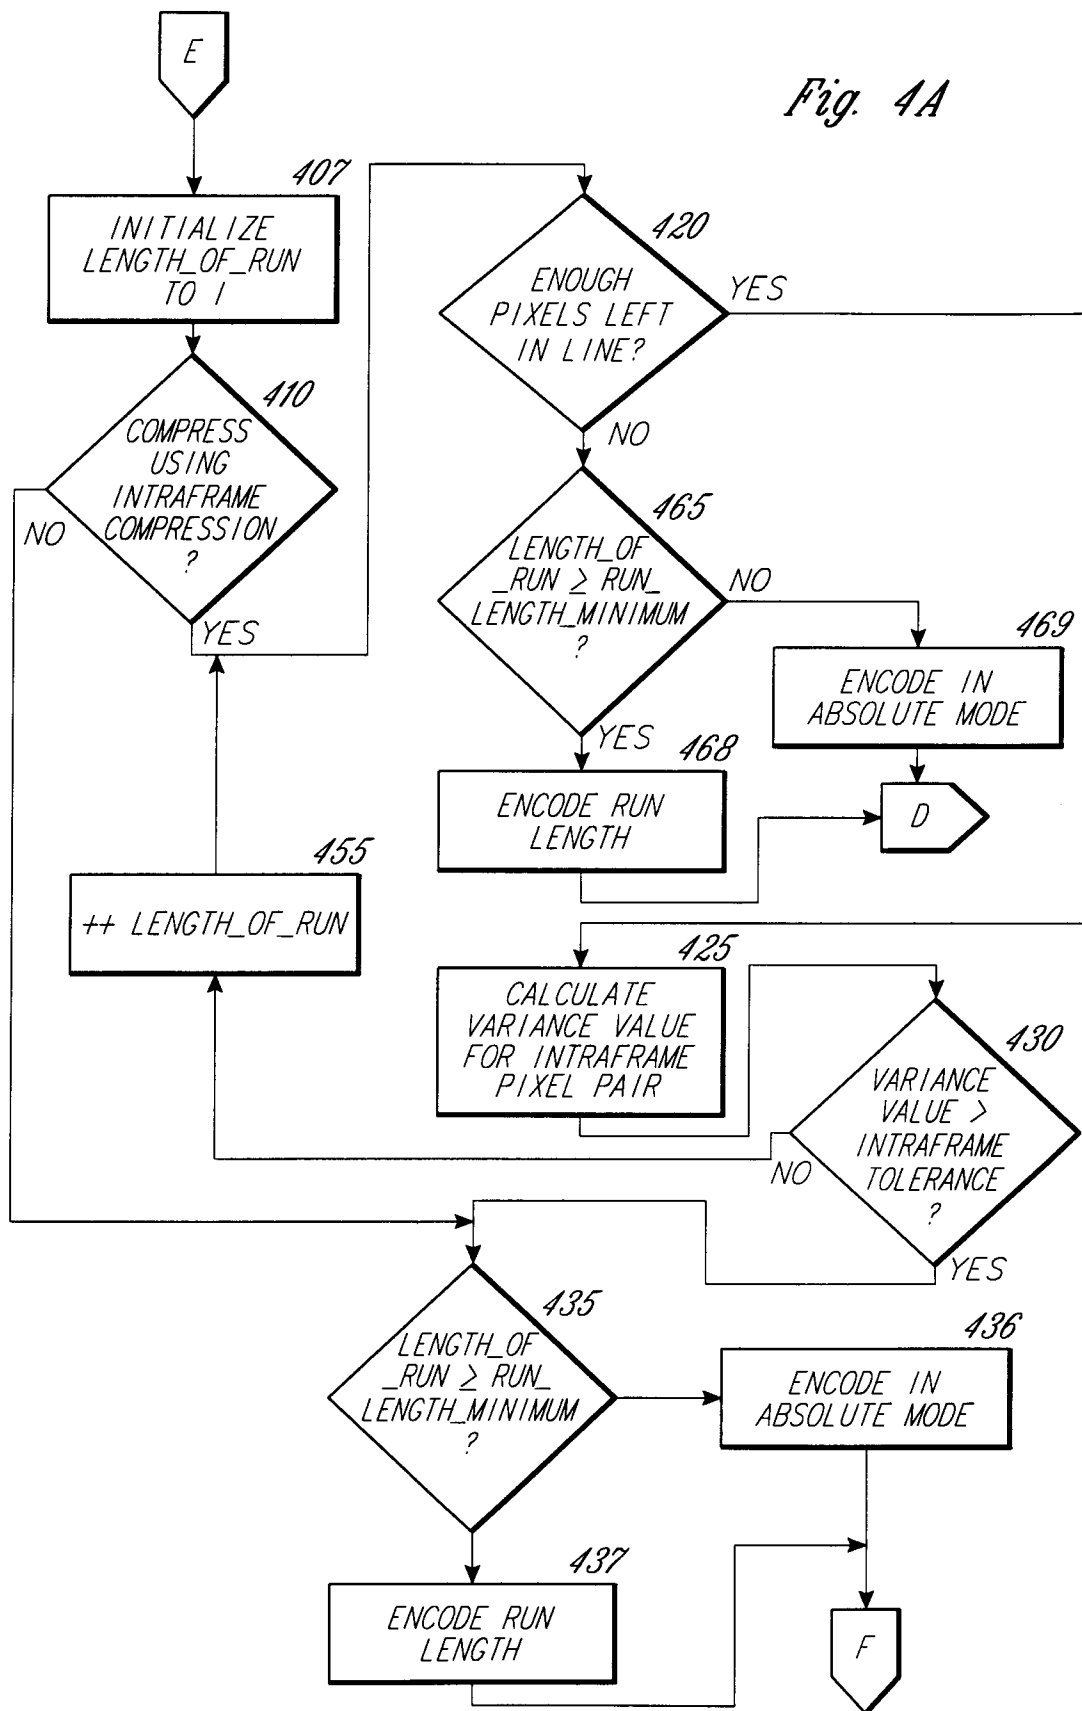 E
Fig. 4A
407
INITIALIZE
LENGTH_OF_RUN
TO 1
420
ENOUGH
PIXELS LEFT
IN LINE?
YES
NO
410
COMPRESS
USING
INTRAFRAME
COMPRESSION
?
NO
YES
465
LENGTH_OF
_RUN ≥ RUN_
LENGTH_MINIMUM
?
NO
YES
469
ENCODE IN
ABSOLUTE MODE
468
ENCODE RUN
LENGTH
D
455
++ LENGTH_OF_RUN
425
CALCULATE
VARIANCE VALUE
FOR INTRAFRAME
PIXEL PAIR
430
VARIANCE
VALUE >
INTRAFRAME
TOLERANCE
?
NO
YES
435
LENGTH_OF
_RUN ≥ RUN_
LENGTH_MINIMUM
?
436
ENCODE IN
ABSOLUTE MODE
437
ENCODE RUN
LENGTH
F